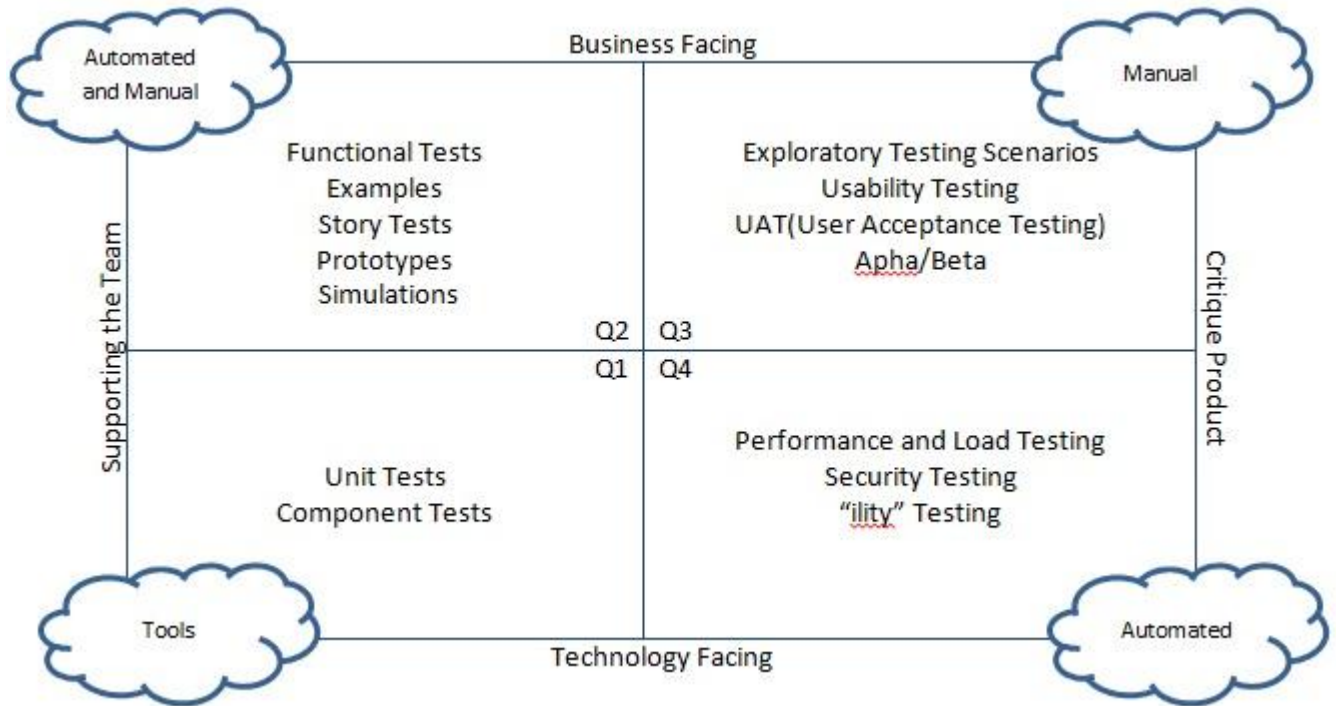 Business Facing
Automated
and Manual
Manual
Functional Tests
Examples
Story Tests
Prototypes
Simulations
Exploratory Testing Scenarios
Usability Testing
UAT(User Acceptance Testing)
Apha/Beta
Supporting the Team
Critique Product
Q2
Q3
Q1
Q4
Unit Tests
Component Tests
Performance and Load Testing
Security Testing
“ility” Testing
Tools
Automated
Technology Facing